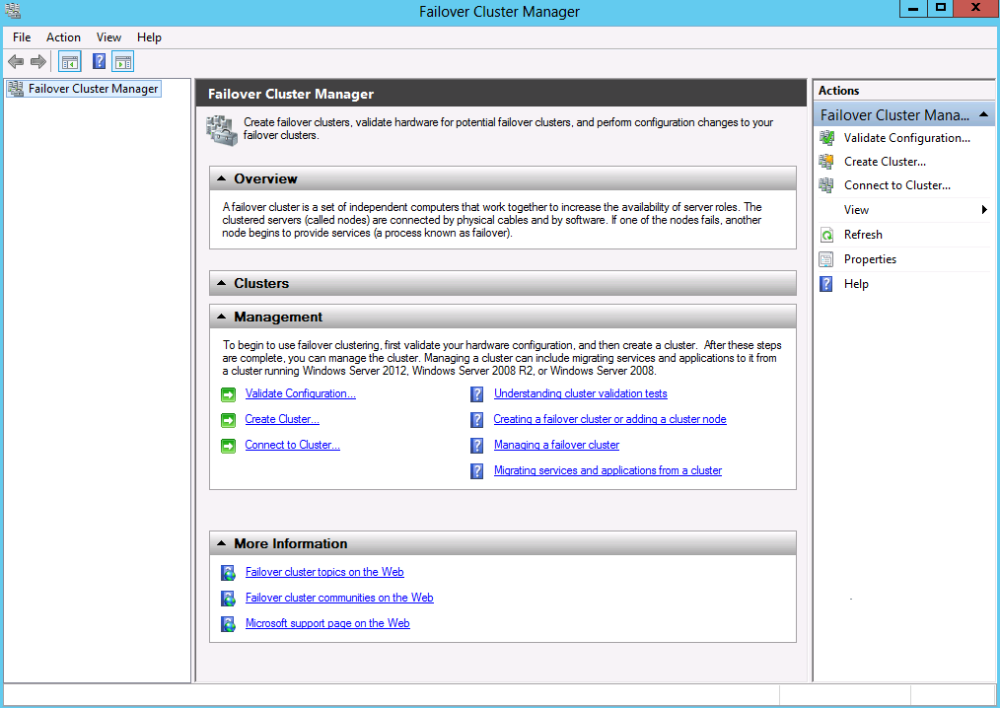 Failover Cluster Manager
File Action View Help
Failover Cluster Manager
Failover Cluster Manager
Create failover clusters, validate hardware for potential failover clusters, and perform configuration changes to your
failover clusters.
Overview
A failover cluster is a set of independent computers that work together to increase the availability of server roles. The
clustered servers (called nodes) are connected by physical cables and by software. If one of the nodes fails, another
node begins to provide services (a process known as failover).
Clusters
Management
To begin to use failover clustering, first validate your hardware configuration, and then create a cluster. After these steps
are complete, you can manage the cluster. Managing a cluster can include migrating services and applications to it from
a cluster running Windows Server 2012, Windows Server 2008 R2, or Windows Server 2008.
Validate Configuration...
Understanding cluster validation tests
Create Cluster...
Creating a failover cluster or adding a cluster node
Connect to Cluster...
Managing a failover cluster
Migrating services and applications from a cluster
More Information
Failover cluster topics on the Web
Failover cluster communities on the Web
Microsoft support page on the Web
Actions
Failover Cluster Mana...
Validate Configuration...
Create Cluster...
Connect to Cluster...
View
Refresh
Properties
Help